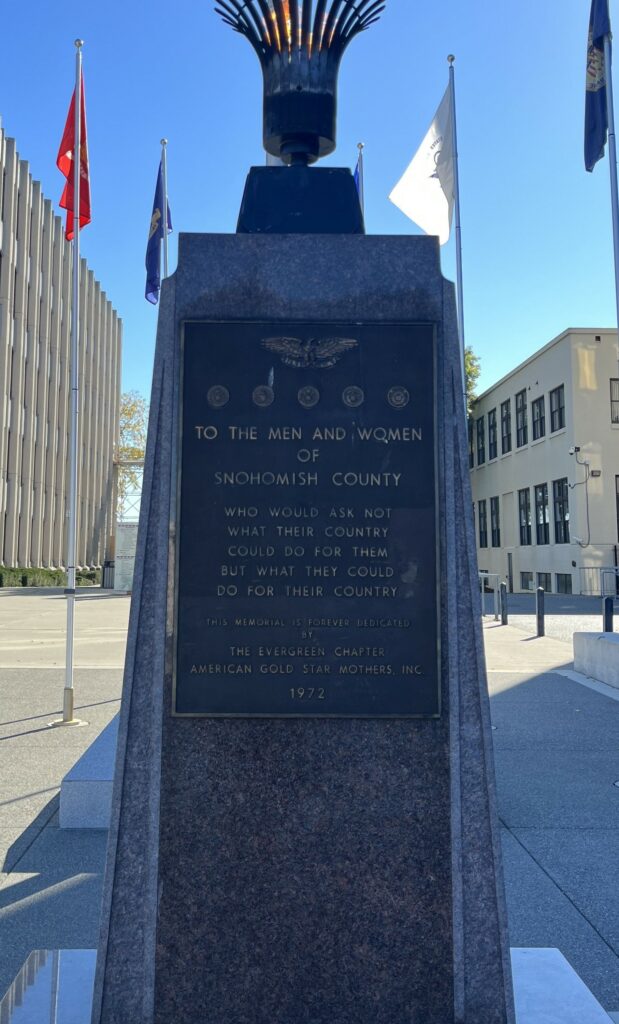 TO THE MEN AND WOMEN
OF
SNOHOMISH COUNTY
WHO WOULD ASK NOT
WHAT THEIR COUNTRY
COULD DO FOR THEM
BUT WHAT THEY COULD
DO FOR THEIR COUNTRY
THIS MEMORIAL IS FOREVER DEDICATED
BY
THE EVERGREEN CHAPTER
AMERICAN GOLD STAR MOTHERS, INC.
1972